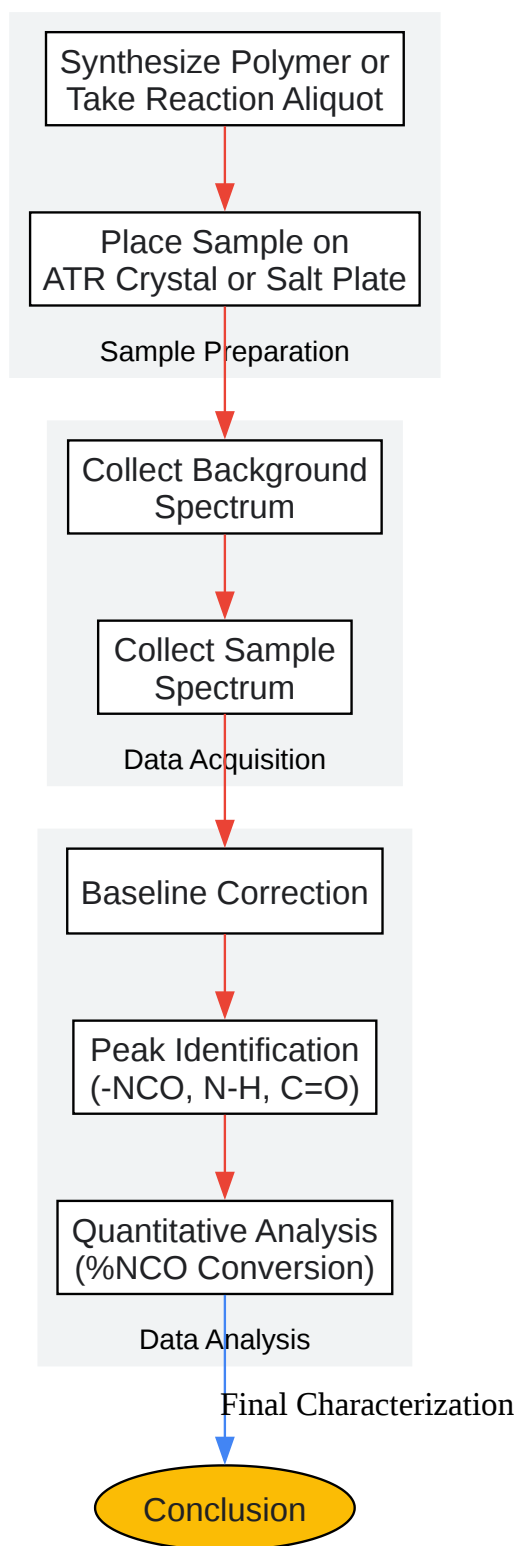 Synthesize Polymer or
Take Reaction Aliquot
Place Sample on
ATR Crystal or Salt Plate
Sample Preparation
Collect Background
Spectrum
Collect Sample
Spectrum
Data Acquisition
Baseline Correction
Peak Identification
(-NCO, N-H, C=O)
Quantitative Analysis
(%NCO Conversion)
Data Analysis
Final Characterization
Conclusion